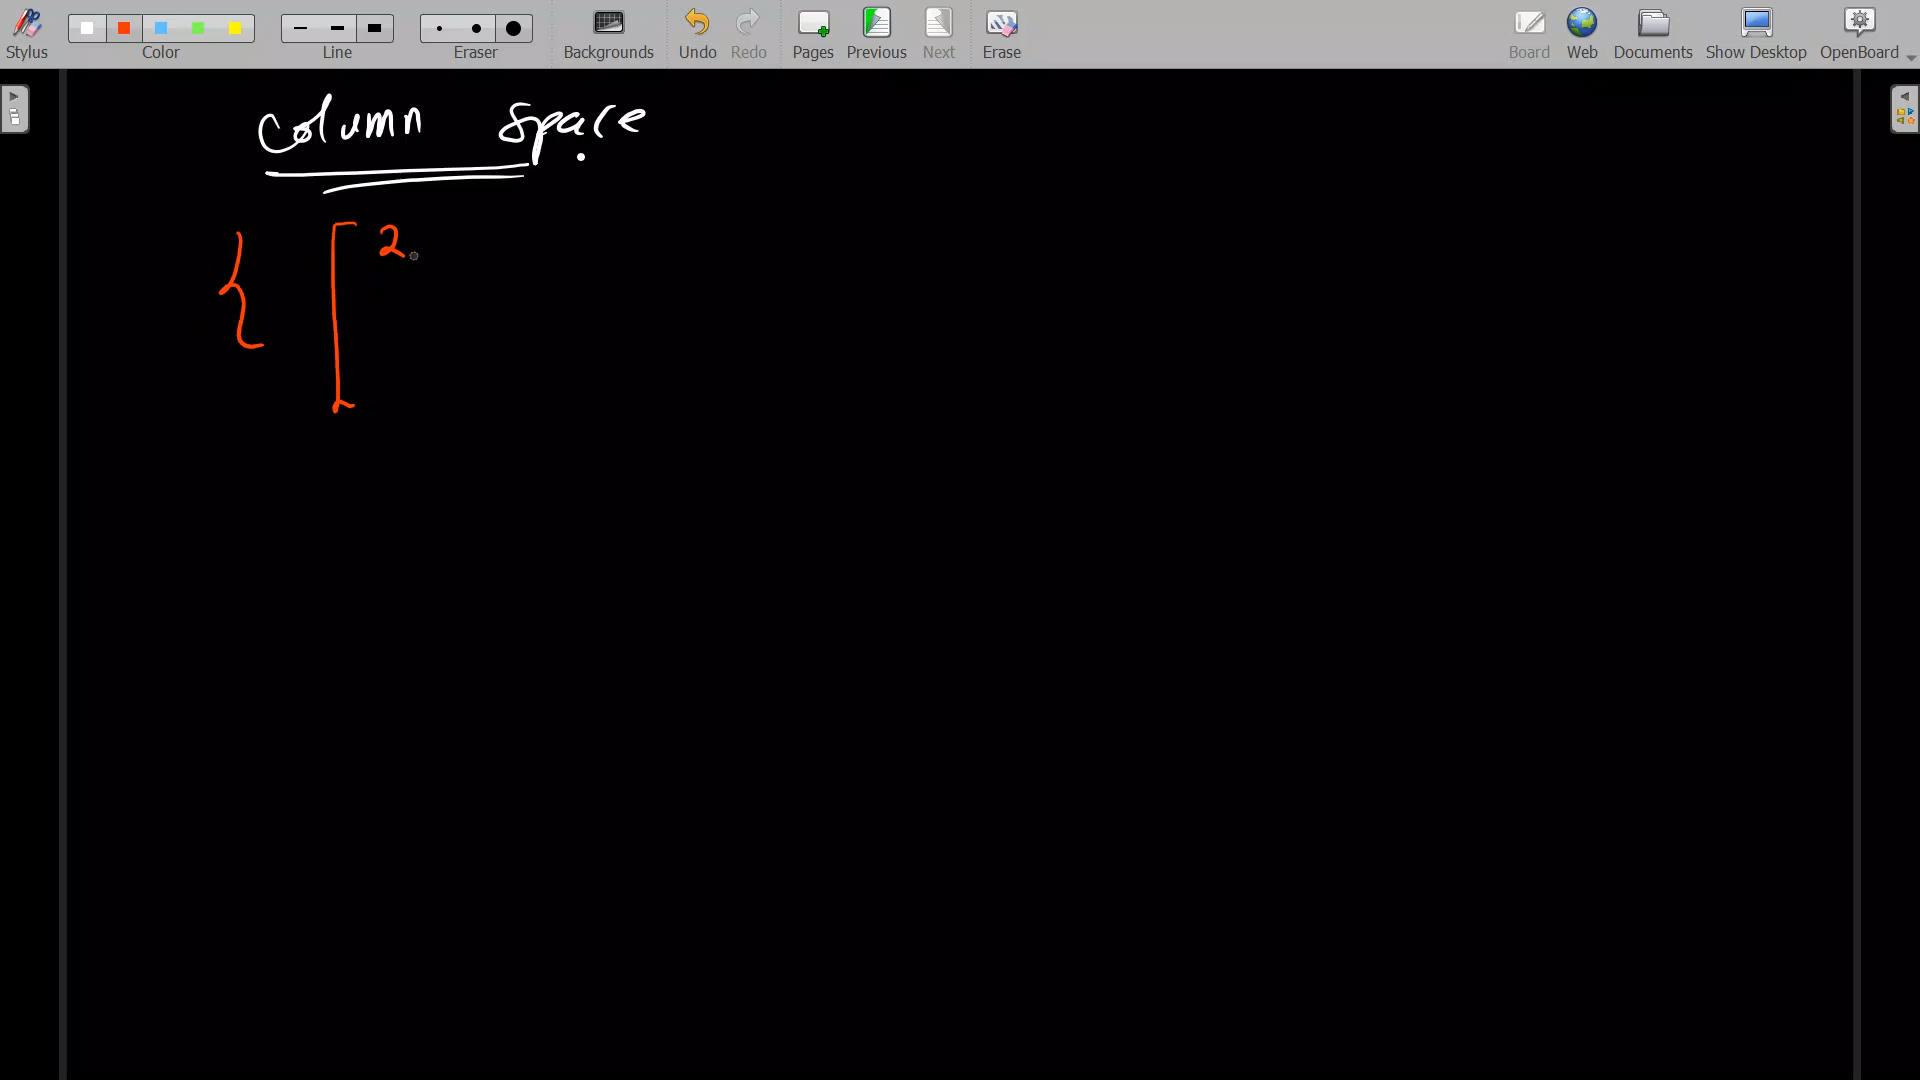 Stylus Color Line Eraser Backgrounds Undo Redo Pages Previous Next Erase Board Web Documents Show Desktop OpenBoard
Column Space
{ [ 2